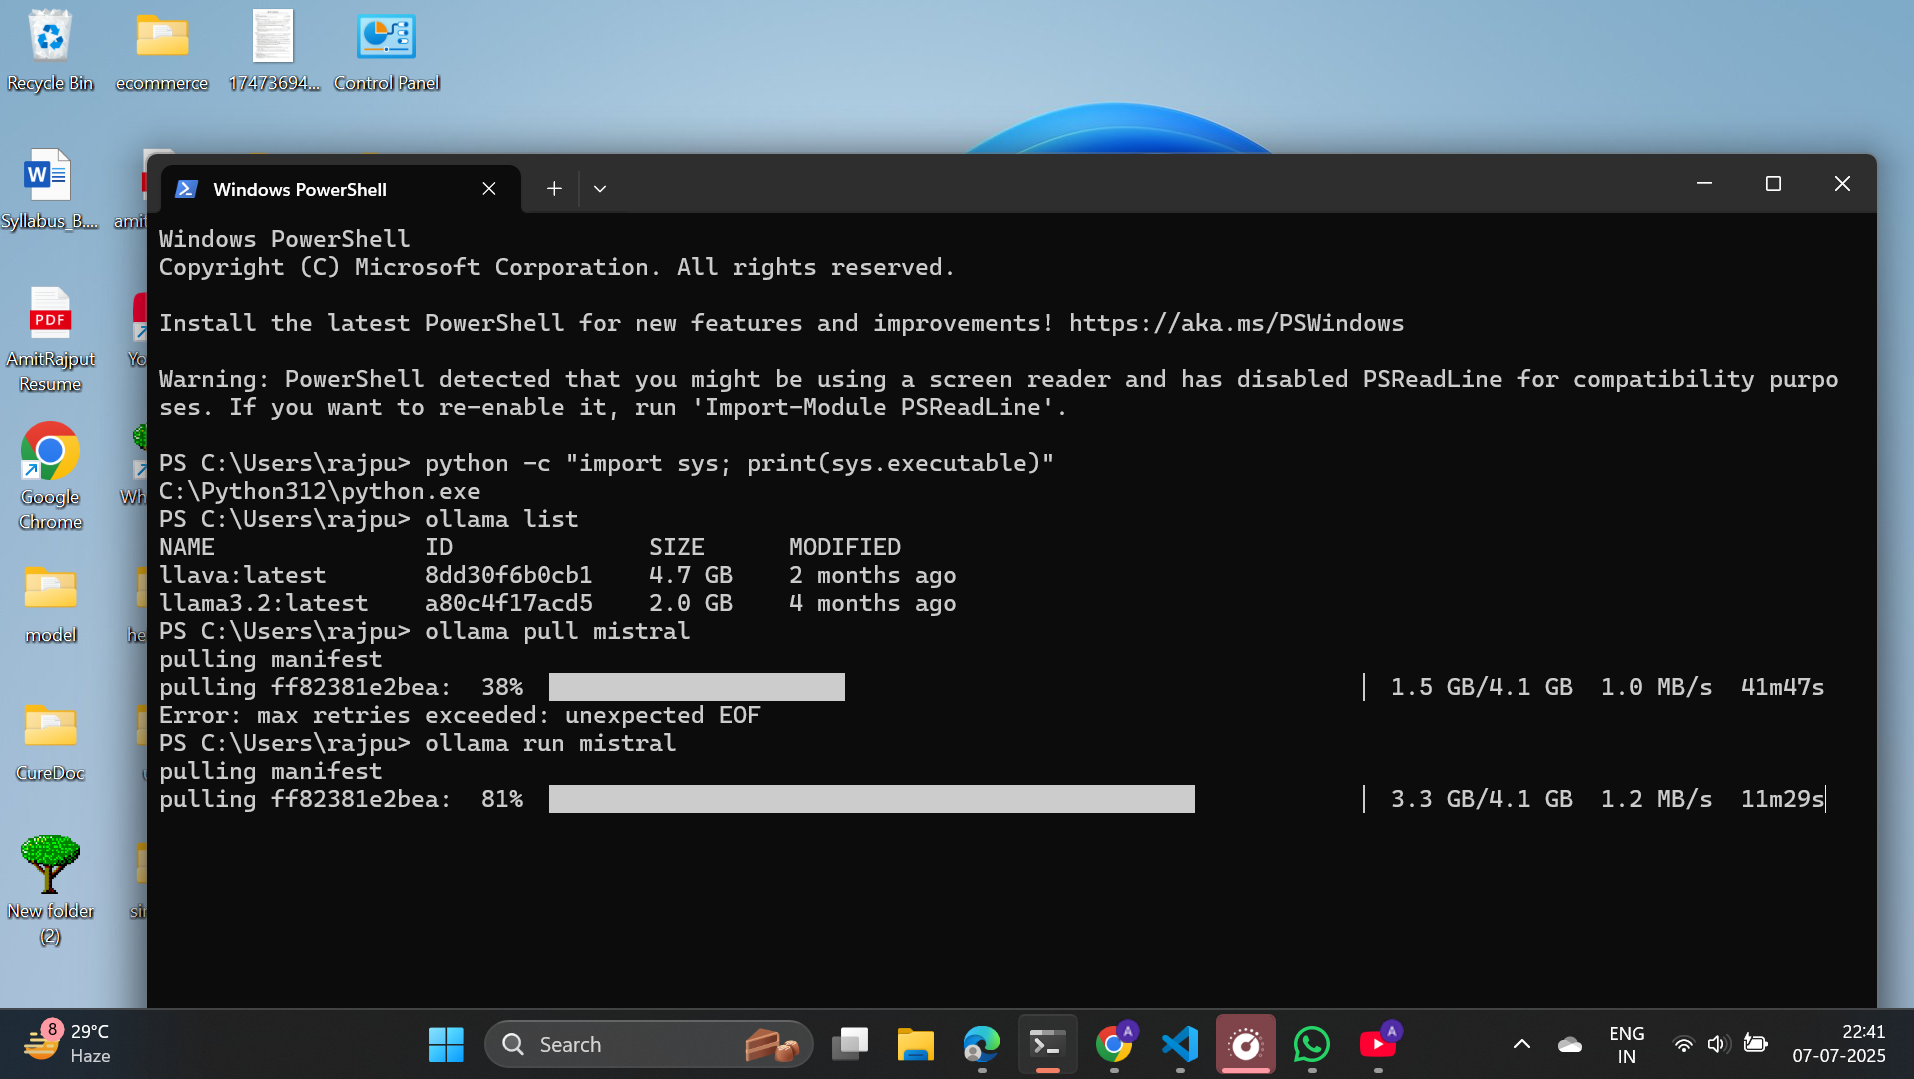 Recycle Bin
ecommerce
17473694...
Control Panel
Syllabus_B....
amit
PDF
AmitRajput
Resume
Yo
Google
Chrome
Wh
model
he
CureDoc
New folder
(2)
sin
Windows PowerShell
Windows PowerShell
Copyright (C) Microsoft Corporation. All rights reserved.
Install the latest PowerShell for new features and improvements! https://aka.ms/PSWindows
Warning: PowerShell detected that you might be using a screen reader and has disabled PSReadLine for compatibility purpo
ses. If you want to re-enable it, run 'Import-Module PSReadLine'.
PS C:\Users\rajpu> python -c "import sys; print(sys.executable)"
C:\Python312\python.exe
PS C:\Users\rajpu> ollama list
NAME ID SIZE MODIFIED
llava:latest 8dd30f6b0cb1 4.7 GB 2 months ago
llama3.2:latest a80c4f17acd5 2.0 GB 4 months ago
PS C:\Users\rajpu> ollama pull mistral
pulling manifest
pulling ff82381e2bea: 38% 1.5 GB/4.1 GB 1.0 MB/s 41m47s
Error: max retries exceeded: unexpected EOF
PS C:\Users\rajpu> ollama run mistral
pulling manifest
pulling ff82381e2bea: 81% 3.3 GB/4.1 GB 1.2 MB/s 11m29s
8
29°C
Haze
Search
A
A
ENG
IN
22:41
07-07-2025